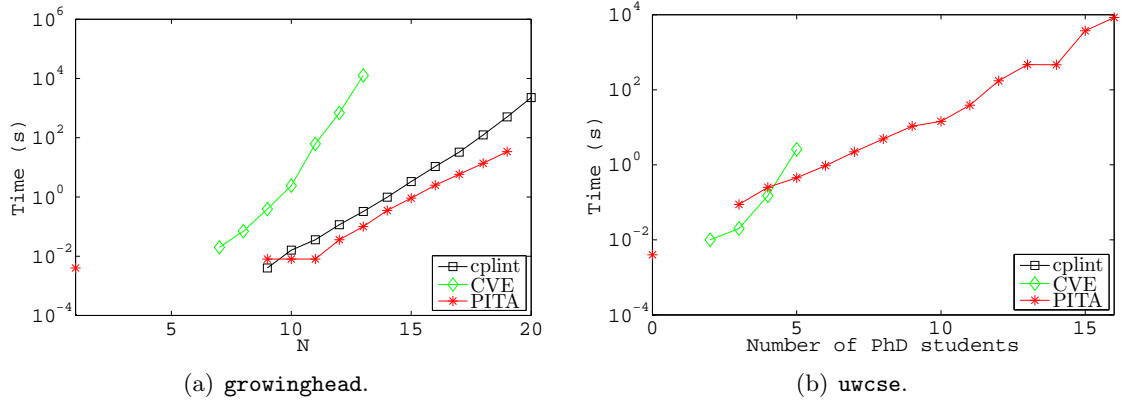 10^6
10^4
10^2
10^0
10^-2
10^-4
Time (s)
5
10
15
20
N
cplint
CVE
PITA
(a) growinghead.
10^4
10^2
10^0
10^-2
10^-4
Time (s)
0
5
10
15
Number of PhD students
cplint
CVE
PITA
(b) uwcse.